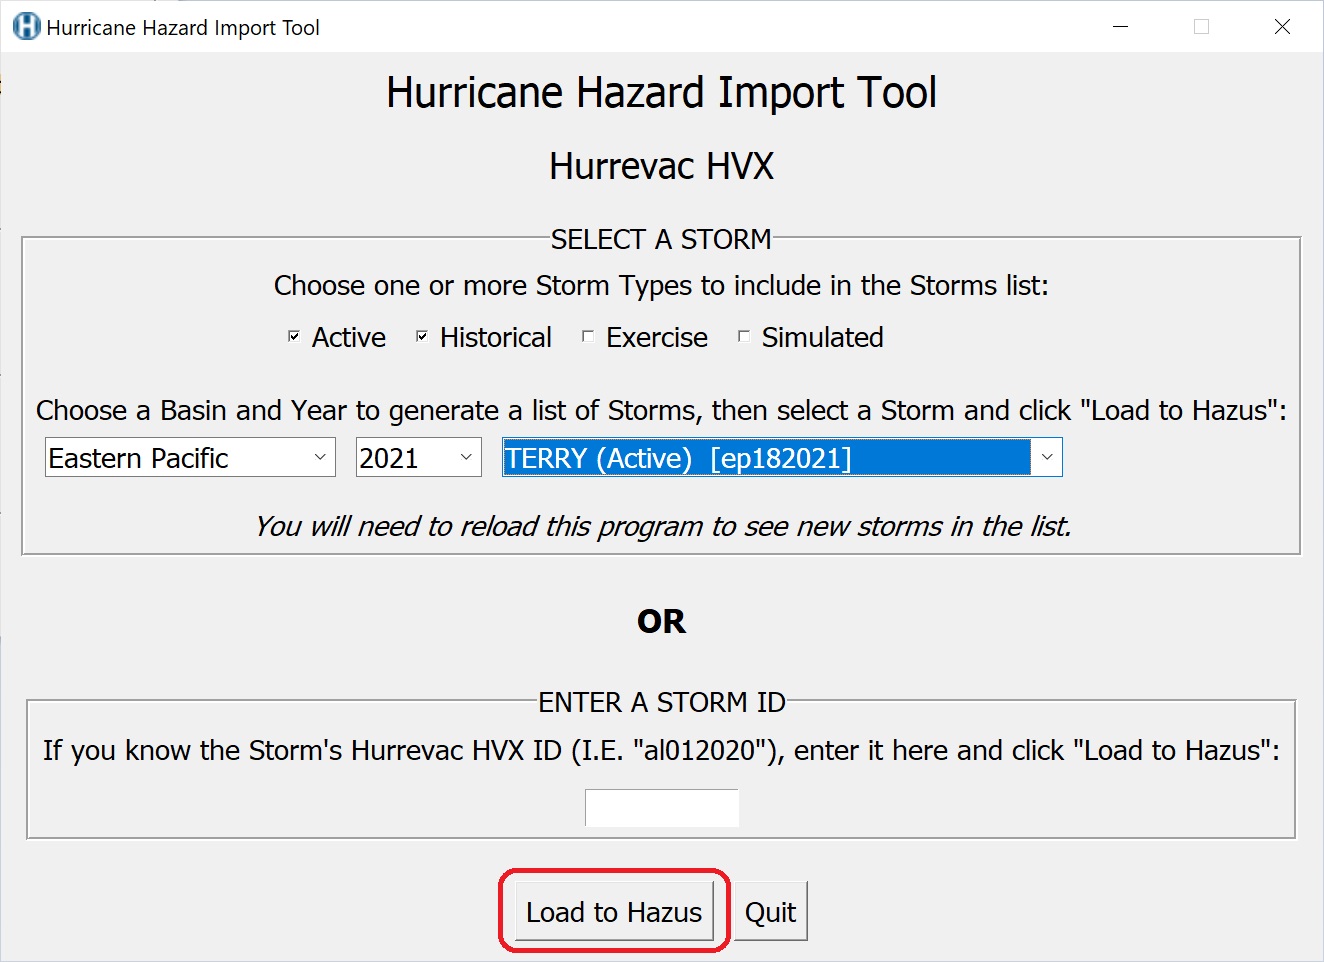 Hurricane Hazard Import Tool
Hurricane Hazard Import Tool
Hurrevac HVX
SELECT A STORM
Choose one or more Storm Types to include in the Storms list:
Active Historical Exercise Simulated
Choose a Basin and Year to generate a list of Storms, then select a Storm and click "Load to Hazus":
Eastern Pacific 2021 TERRY (Active) [ep182021]
You will need to reload this program to see new storms in the list.
OR
ENTER A STORM ID
If you know the Storm's Hurrevac HVX ID (I.E. "al012020"), enter it here and click "Load to Hazus":
Load to Hazus Quit